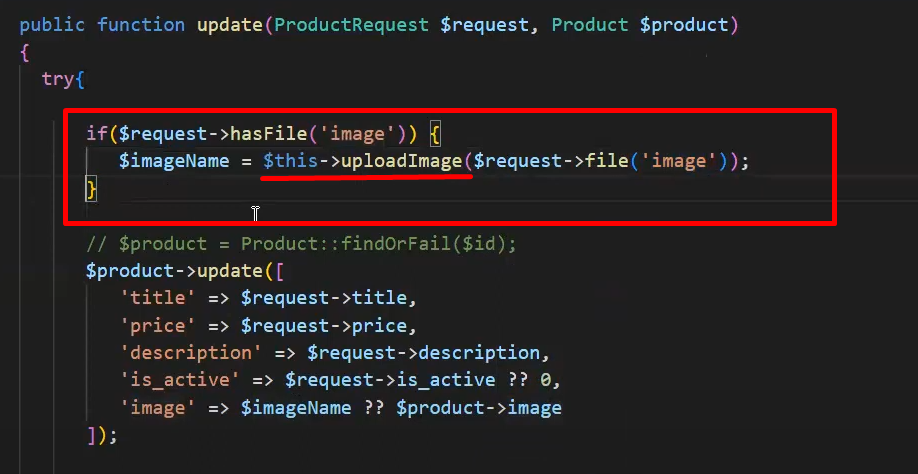 public function update(ProductRequest $request, Product $product)
{
try{
if($request->hasFile('image')) {
$imageName = $this->uploadImage($request->file('image'));
}
// $product = Product::findOrFail($id);
$product->update([
'title' => $request->title,
'price' => $request->price,
'description' => $request->description,
'is_active' => $request->is_active ?? 0,
'image' => $imageName ?? $product->image
]);